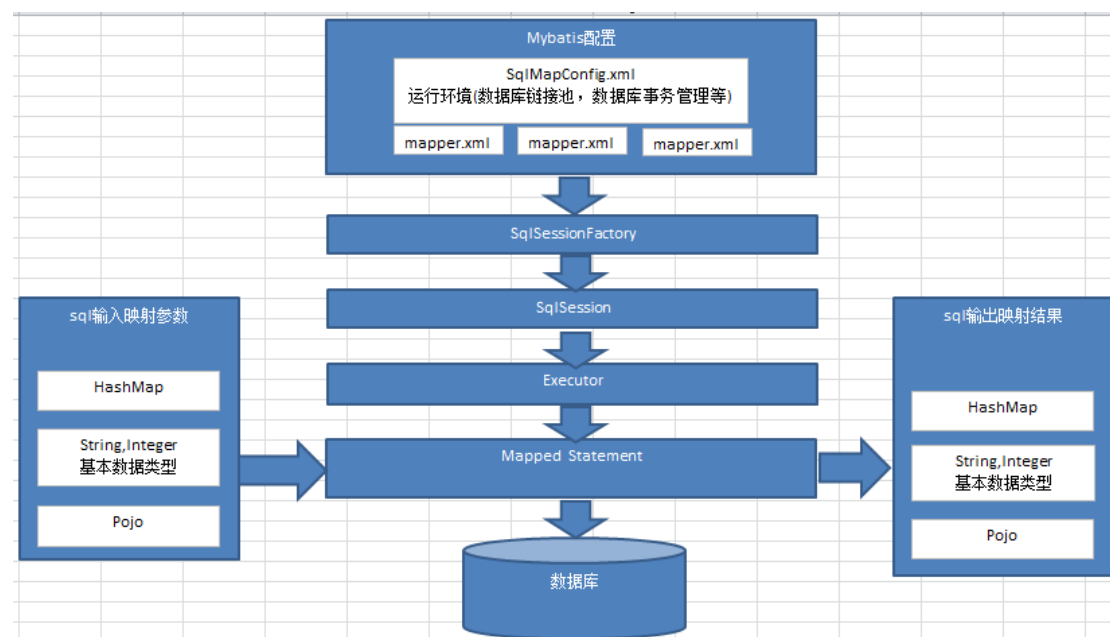 Mybatis配置
SqlMapConfig.xml
运行环境(数据库链接池，数据库事务管理等)
mapper.xml
mapper.xml
mapper.xml
SqlSessionFactory
SqlSession
Executor
Mapped Statement
数据库
sql输入映射参数
HashMap
String,Integer
基本数据类型
Pojo
sql输出映射结果
HashMap
String,Integer
基本数据类型
Pojo